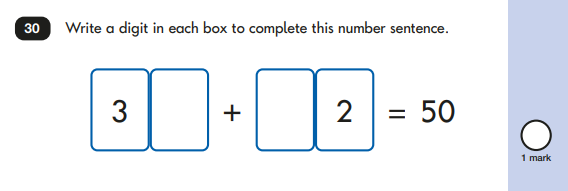 30 Write a digit in each box to complete this number sentence.
3 + 2 = 50
1 mark